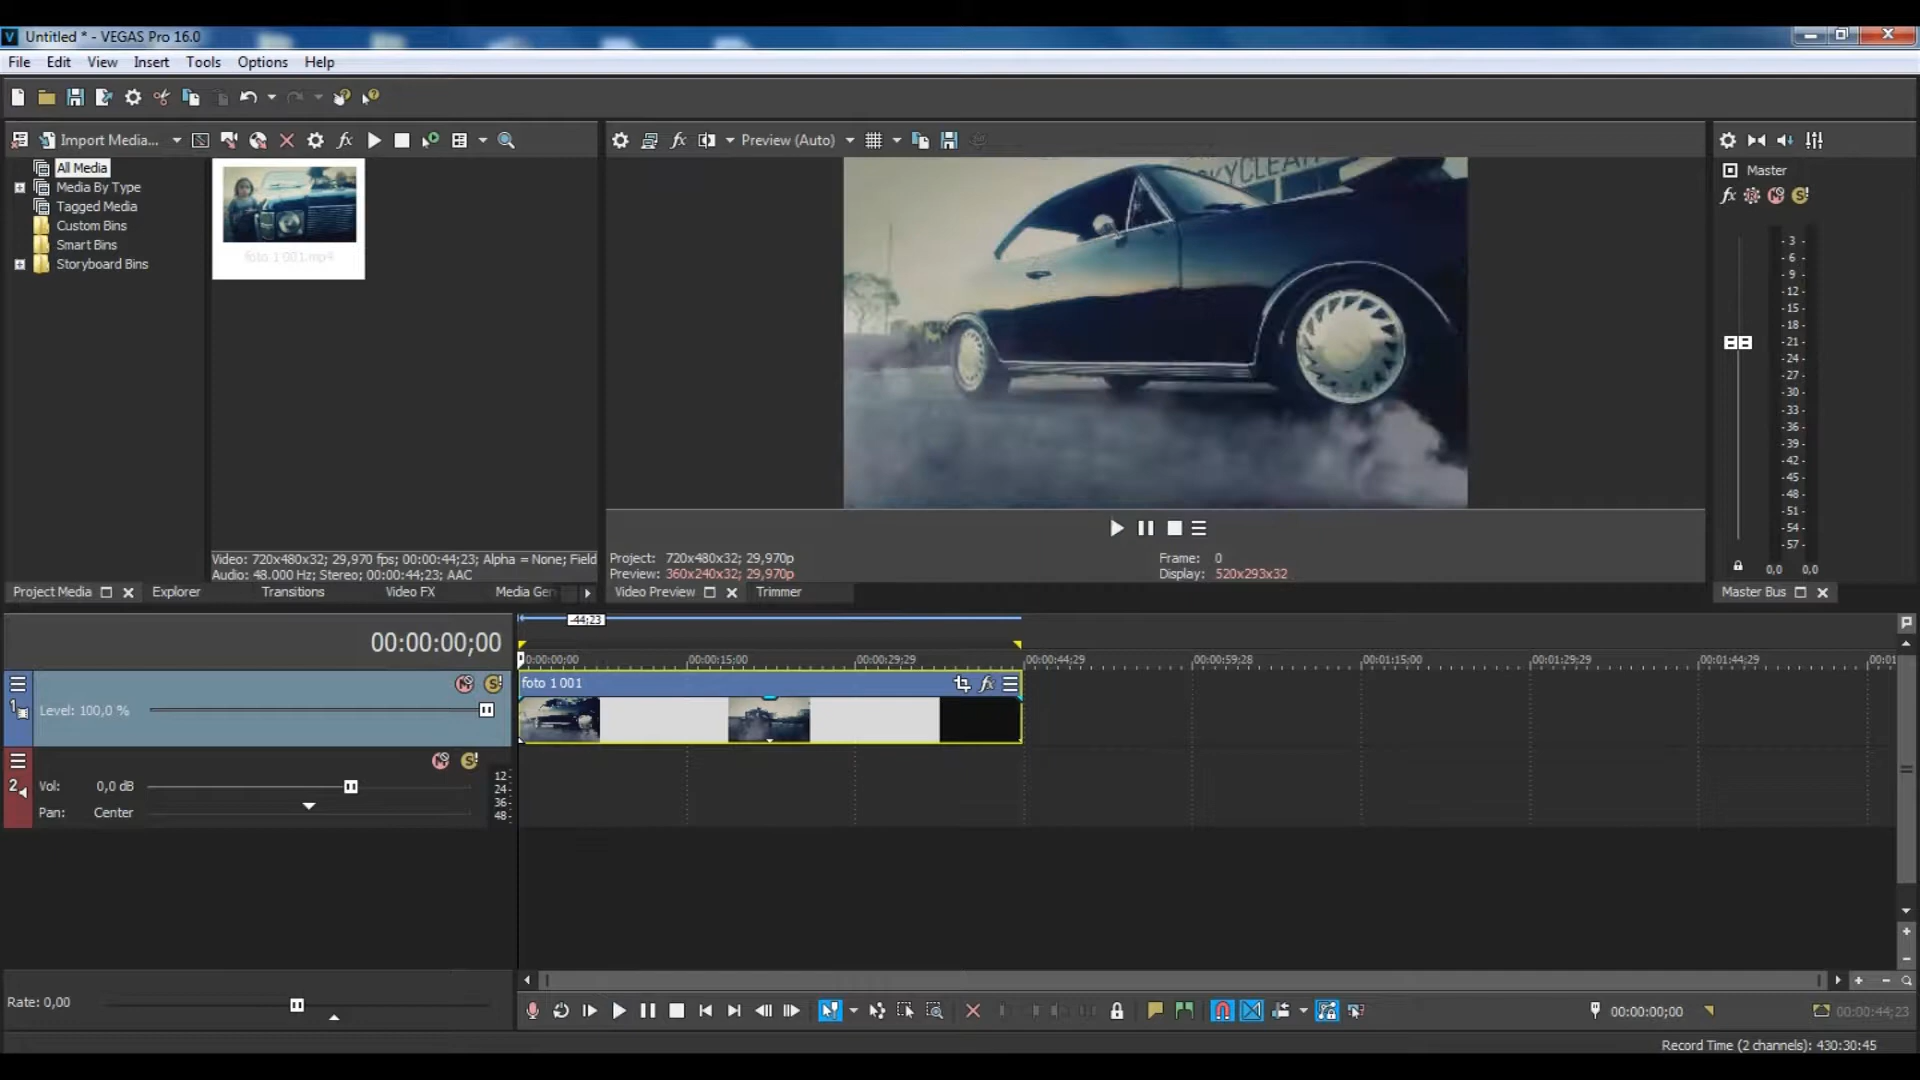 Untitled * - VEGAS Pro 16.0
File Edit View Insert Tools Options Help
Import Media...
Preview (Auto)
All Media
Media By Type
Tagged Media
Custom Bins
Smart Bins
Storyboard Bins
foto 1 001.mp4
SKYCLEAR
Master
-3-
-6-
-9-
-12-
-15-
-18-
-21-
-24-
-27-
-30-
-33-
-36-
-39-
-42-
-45-
-48-
-51-
-54-
-57-
0,0 0,0
Video: 720x480x32; 29,970 fps; 00:00:44;23; Alpha = None; Field
Audio: 48.000 Hz; Stereo; 00:00:44;23; AAC
Project: 720x480x32; 29,970p
Preview: 360x240x32; 29,970p
Frame: 0
Display: 520x293x32
Project Media Explorer Transitions Video FX Media Gen
Video Preview Trimmer
Master Bus
00:00:00;00
-44;23
0:00:00;00 00:00:15;00 00:00:29;29 00:00:44;29 00:00:59;28 00:01:15;00 00:01:29;29 00:01:44;29 00:01
foto 1 001
1
Level: 100,0 %
2
Vol: 0,0 dB
Pan: Center
12-
24-
36-
48-
Rate: 0,00
00:00:00;00
00:00:44;23
Record Time (2 channels): 430:30:45